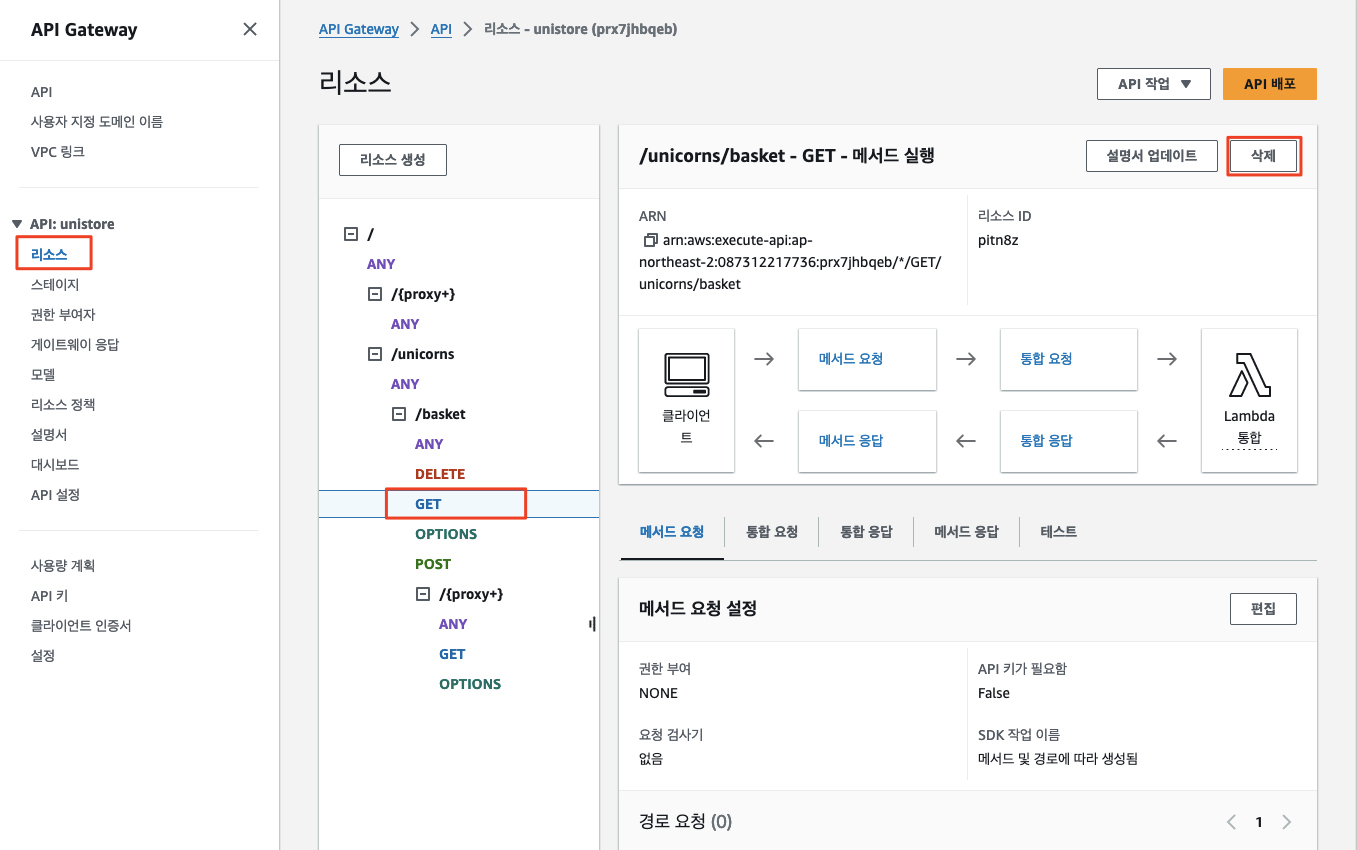 API Gateway
API
사용자 지정 도메인 이름
VPC 링크
API: unistore
리소스
스테이지
권한 부여자
게이트웨이 응답
모델
리소스 정책
설명서
대시보드
API 설정
사용량 계획
API 키
클라이언트 인증서
설정
API Gateway > API > 리소스 - unistore (prx7jhbqeb)
리소스
API 작업 ▼
API 배포
리소스 생성
/
ANY
/{proxy+}
ANY
/unicorns
ANY
/basket
ANY
DELETE
GET
OPTIONS
POST
/{proxy+}
ANY
GET
OPTIONS
/unicorns/basket - GET - 메서드 실행
설명서 업데이트
삭제
ARN
arn:aws:execute-api:ap-
northeast-2:087312217736:prx7jhbqeb/*/GET/
unicorns/basket
리소스 ID
pitn8z
클라이언
트
메서드 요청
통합 요청
메서드 응답
통합 응답
Lambda
통합
메서드 요청
통합 요청
통합 응답
메서드 응답
테스트
메서드 요청 설정
편집
권한 부여
NONE
API 키가 필요함
False
요청 검사기
없음
SDK 작업 이름
메서드 및 경로에 따라 생성됨
경로 요청 (0)
1